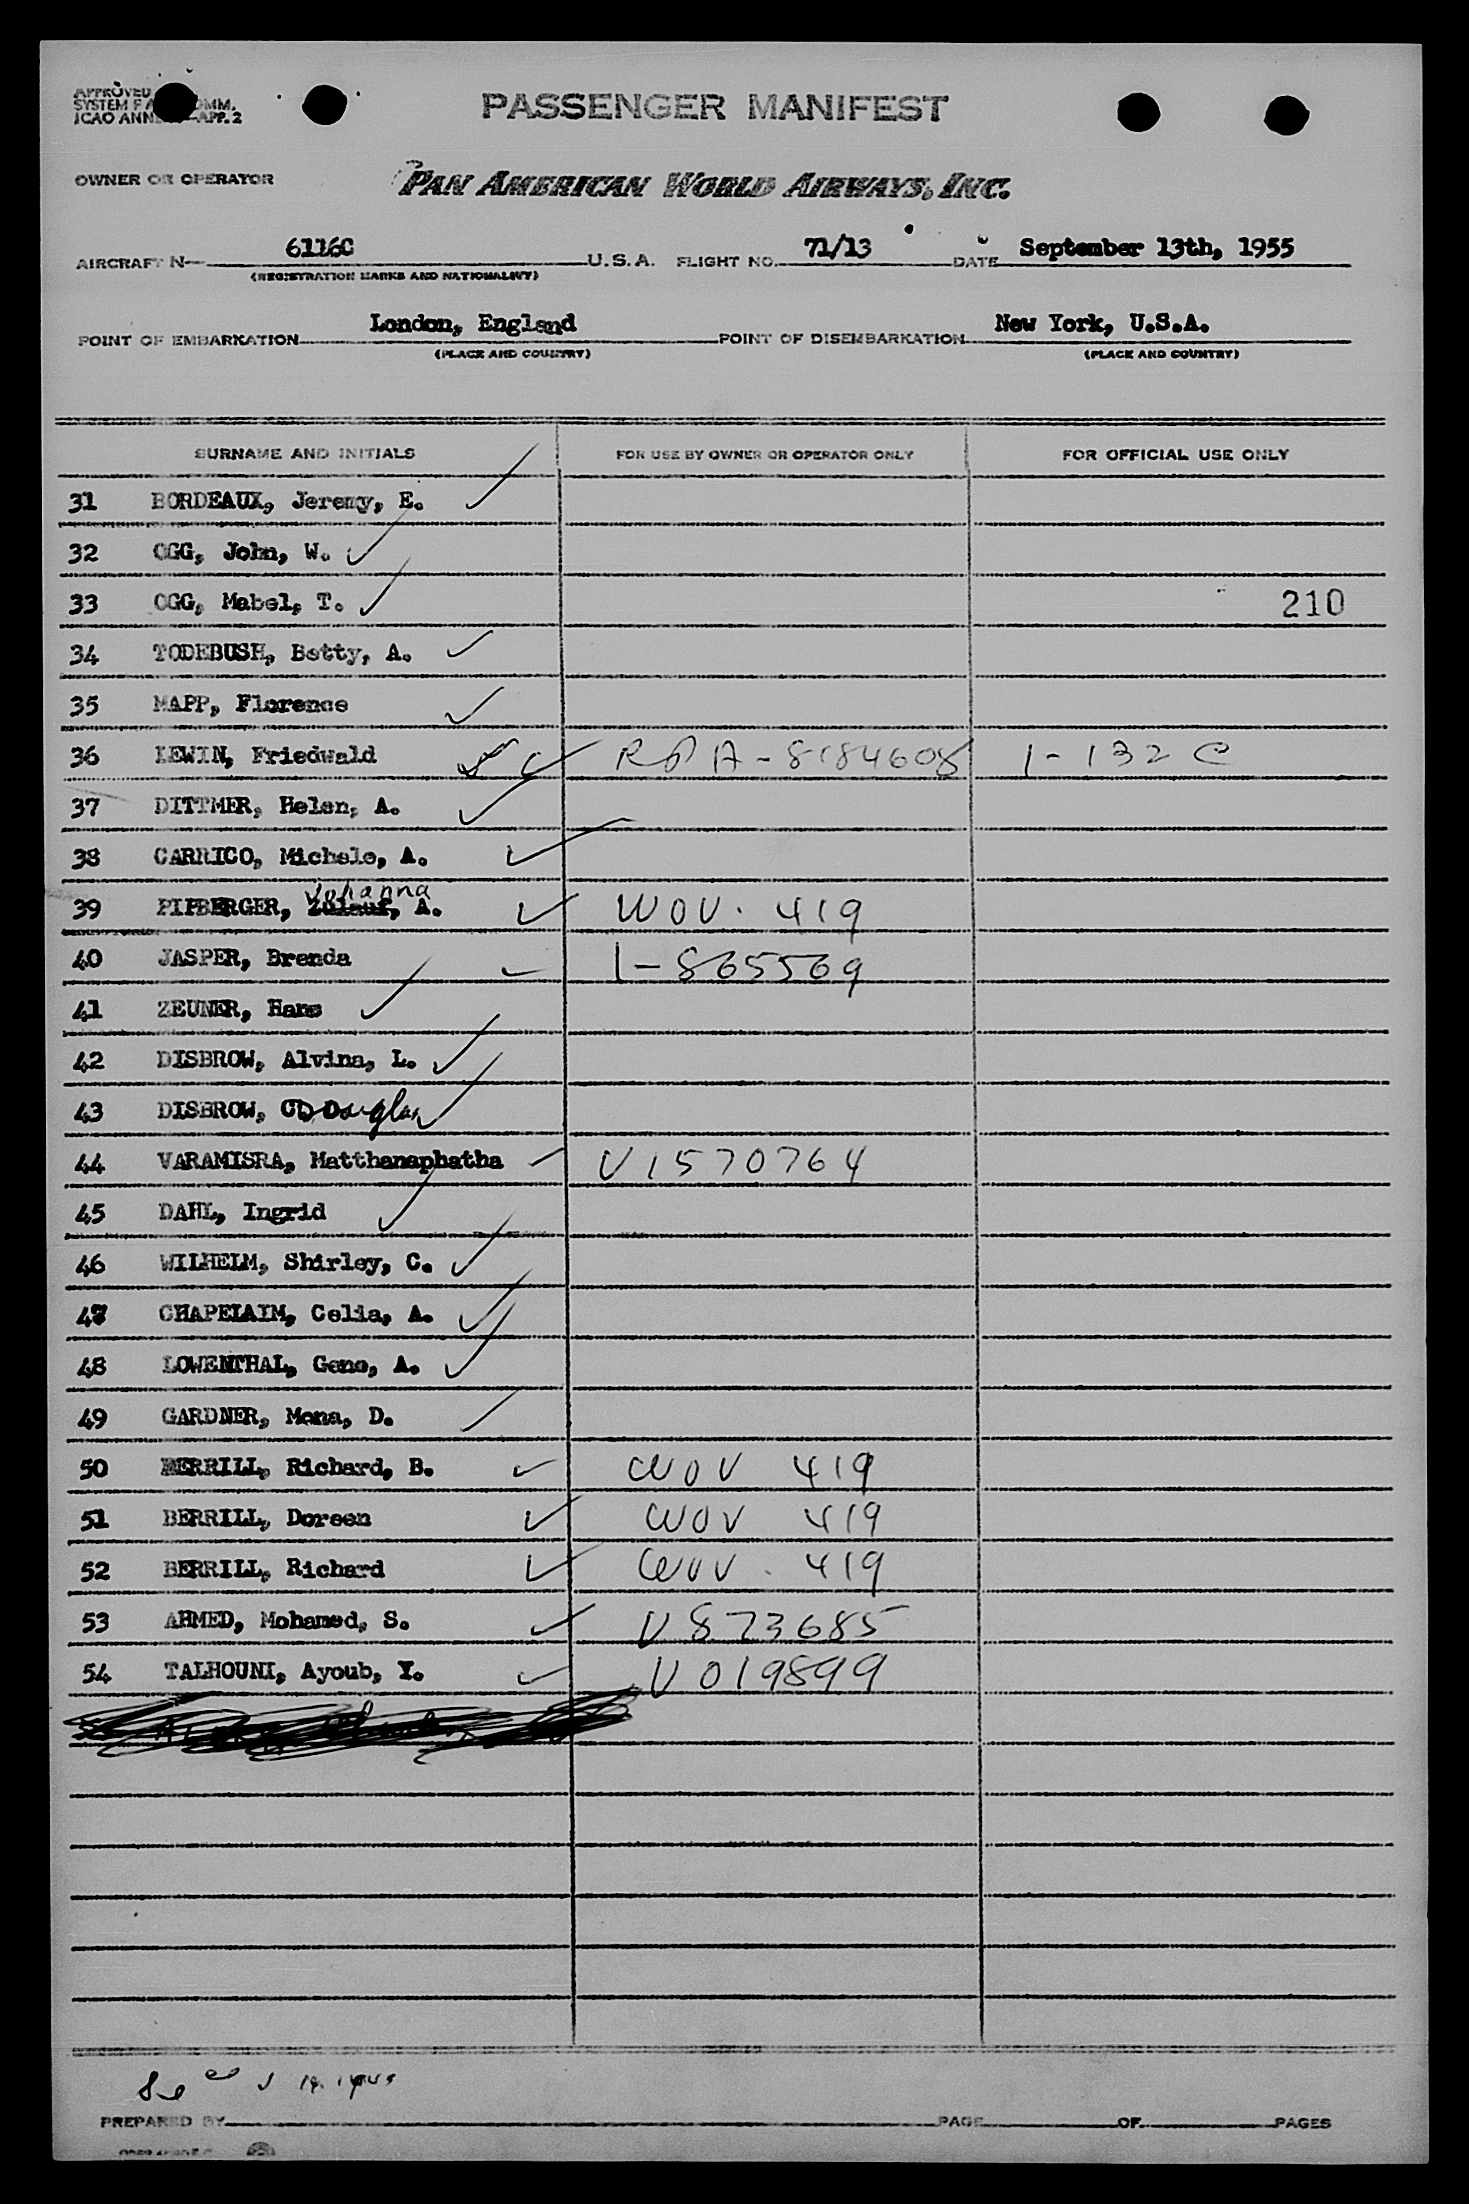 PASSENGER MANIFEST
OWNER OR OPERATOR PAN AMERICAN WORLD AIRWAYS, INC.
AIRCRAFT N— 6116C U.S.A. FLIGHT NO. 71/13 DATE September 13th, 1955
(REGISTRATION MARKS AND NATIONALITY)
POINT OF EMBARKATION London, England POINT OF DISEMBARKATION New York, U.S.A.
(PLACE AND COUNTRY) (PLACE AND COUNTRY)
SURNAME AND INITIALS FOR USE BY OWNER OR OPERATOR ONLY FOR OFFICIAL USE ONLY
31 BORDEAUX, Jeremy, E.
32 OGG, John, W.
33 OGG, Mabel, T. 210
34 TODEBUSH, Betty, A.
35 MAPP, Florence
36 LEWIN, Friedwald A-8184608 1-132 C
37 DITTMER, Helen, A.
38 CARRICO, Michele, A.
Johanna
39 PIPBERGER, A. WOV. 419
40 JASPER, Brenda 1-865569
41 ZEUNER, Hans
42 DISBROW, Alvina, L.
43 DISBROW, Douglas
44 VARAMISRA, Matthanaphatha V1570764
45 DAHL, Ingrid
46 WILHELM, Shirley, C.
47 CHAPELAIM, Celia, A.
48 LOWENTHAL, Gene, A.
49 GARDNER, Mona, D.
50 BERRILL, Richard, B. WOV 419
51 BERRILL, Doreen WOV 419
52 BERRILL, Richard WOV. 419
53 AHMED, Mohamed, S. V873685
54 TALHOUNI, Ayoub, Y. V019899
PREPARED BY PAGE OF PAGES